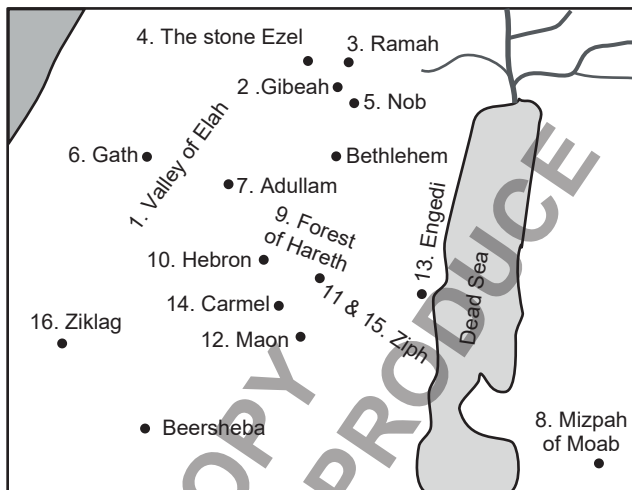 4. The stone Ezel
3. Ramah
2 .Gibeah
5. Nob
1. Valley of Elah
6. Gath
Bethlehem
7. Adullam
9. Forest
of Hareth
13. Engedi
10. Hebron
Dead Sea
14. Carmel
11 & 15. Ziph
16. Ziklag
12. Maon
8. Mizpah
of Moab
Beersheba
OPY
PRODUCE